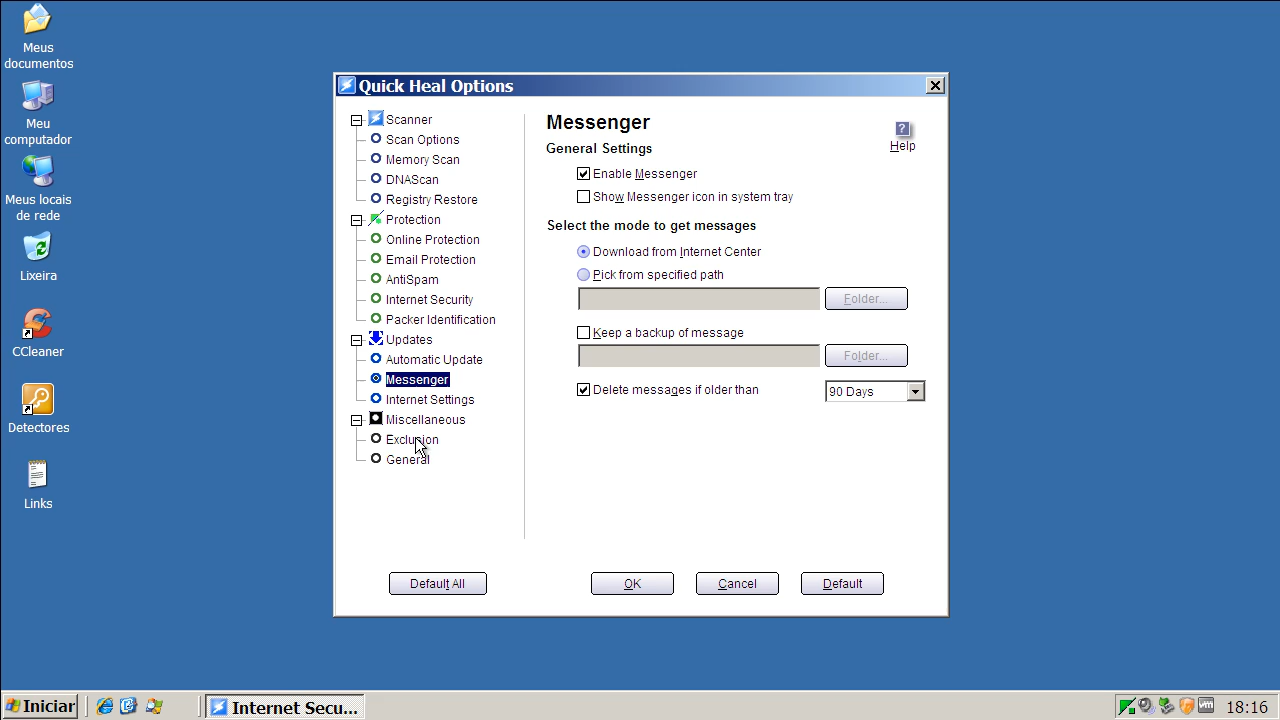 Meus
documentos
Meu
computador
Meus locais
de rede
Lixeira
CCleaner
Detectores
Links
Quick Heal Options
Scanner
Scan Options
Memory Scan
DNAScan
Registry Restore
Protection
Online Protection
Email Protection
AntiSpam
Internet Security
Packer Identification
Updates
Automatic Update
Messenger
Internet Settings
Miscellaneous
Exclusion
General
Messenger
Help
General Settings
Enable Messenger
Show Messenger icon in system tray
Select the mode to get messages
Download from Internet Center
Pick from specified path
Folder...
Keep a backup of message
Folder...
Delete messages if older than
90 Days
Default All
OK
Cancel
Default
Iniciar
Internet Secu...
18:16